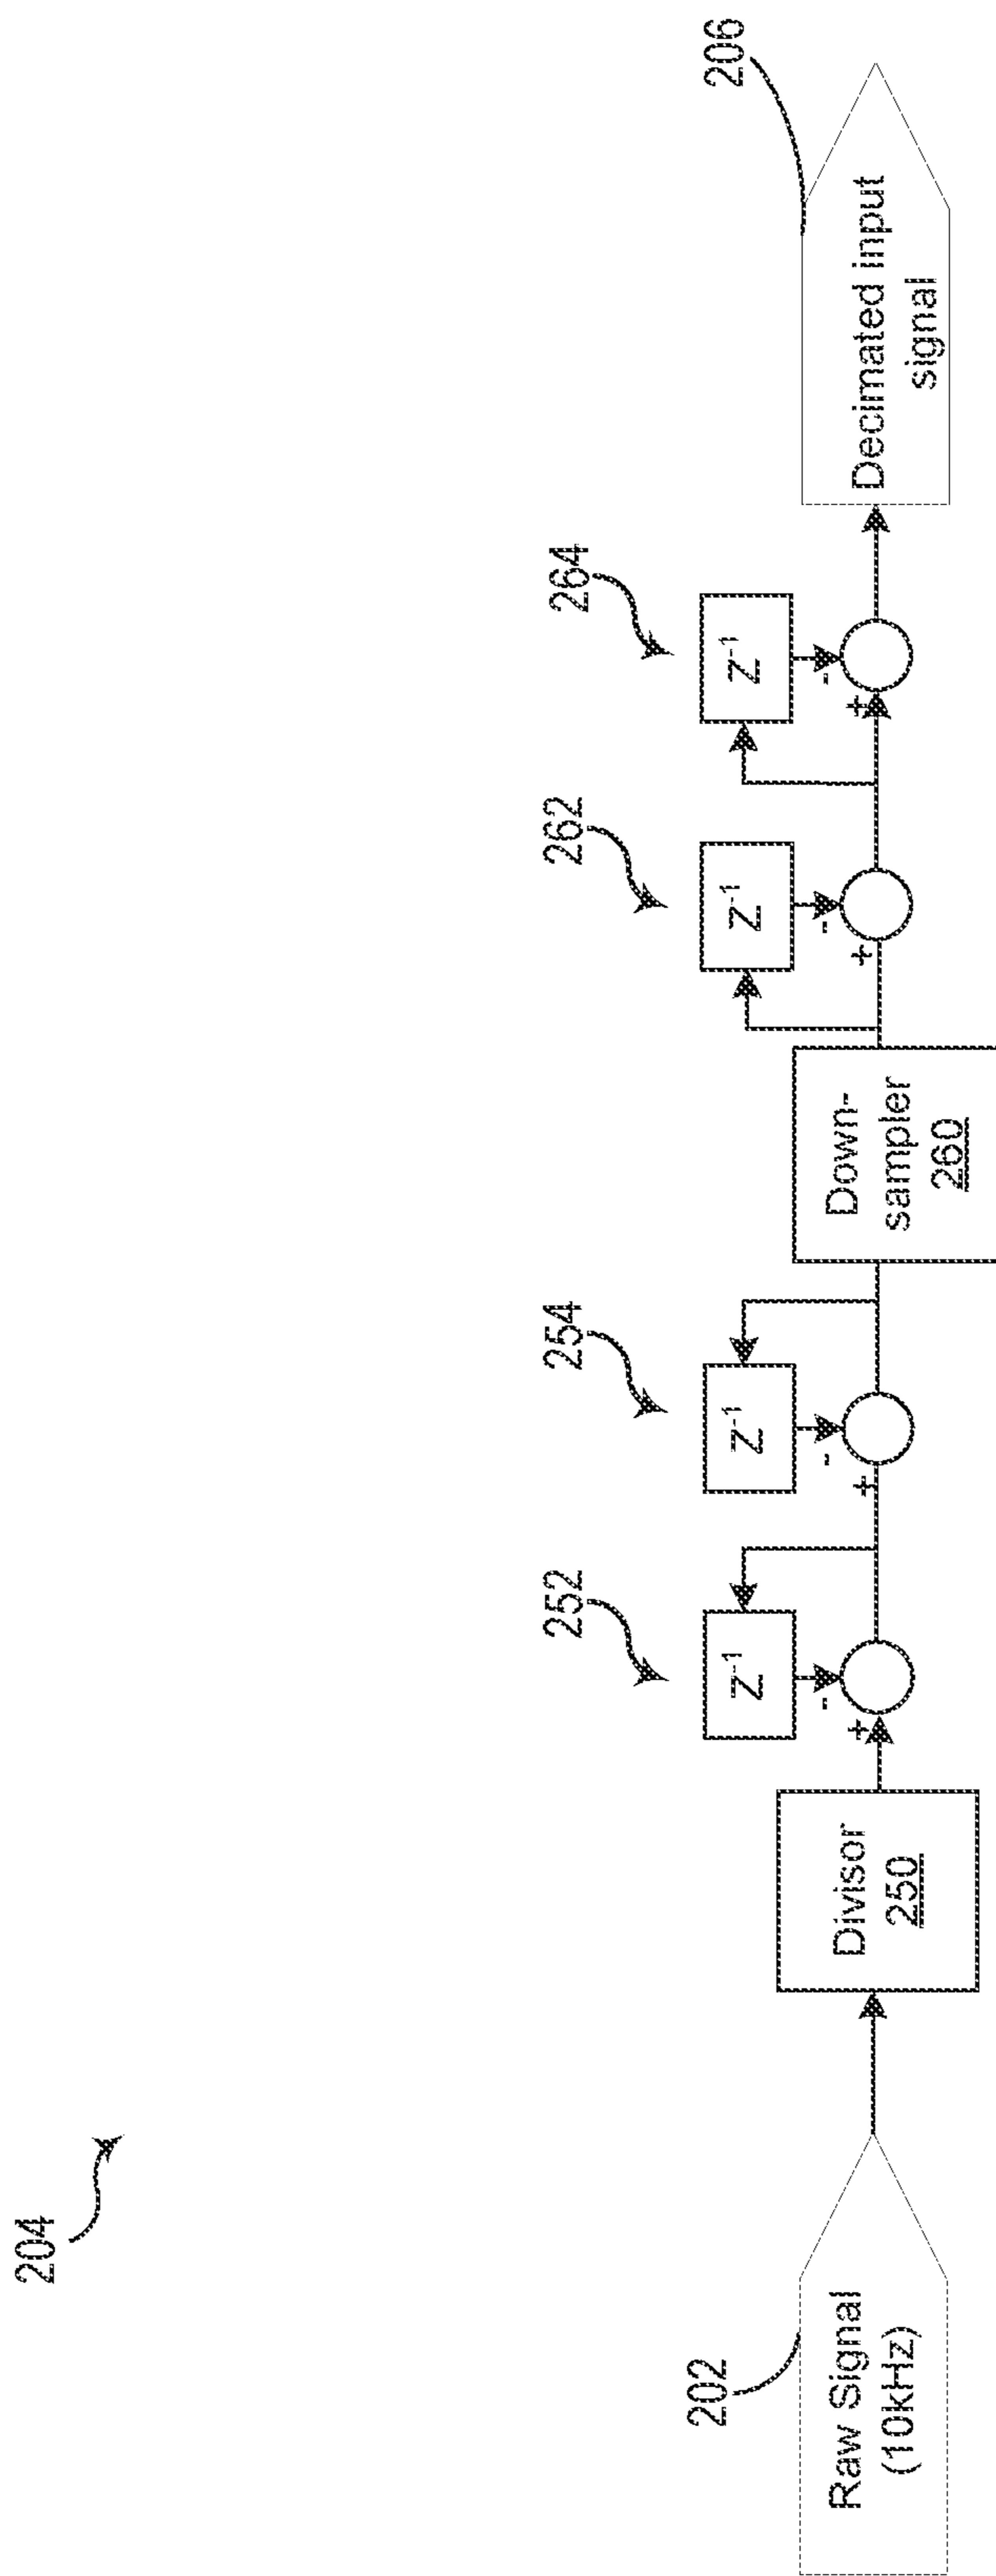 204
202
Raw Signal
(10kHz)
Divisor
250
252
Z-1
-
+
254
Z-1
-
+
Down-
sampler
260
262
Z-1
-
+
264
Z-1
-
+
206
Decimated input
signal